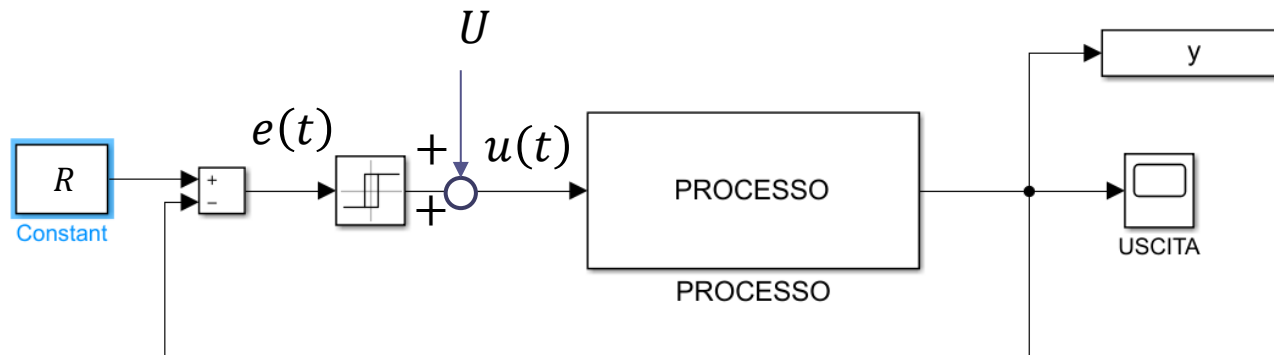 U
y
e(t)
+
u(t)
R
+
−
+
PROCESSO
Constant
USCITA
PROCESSO